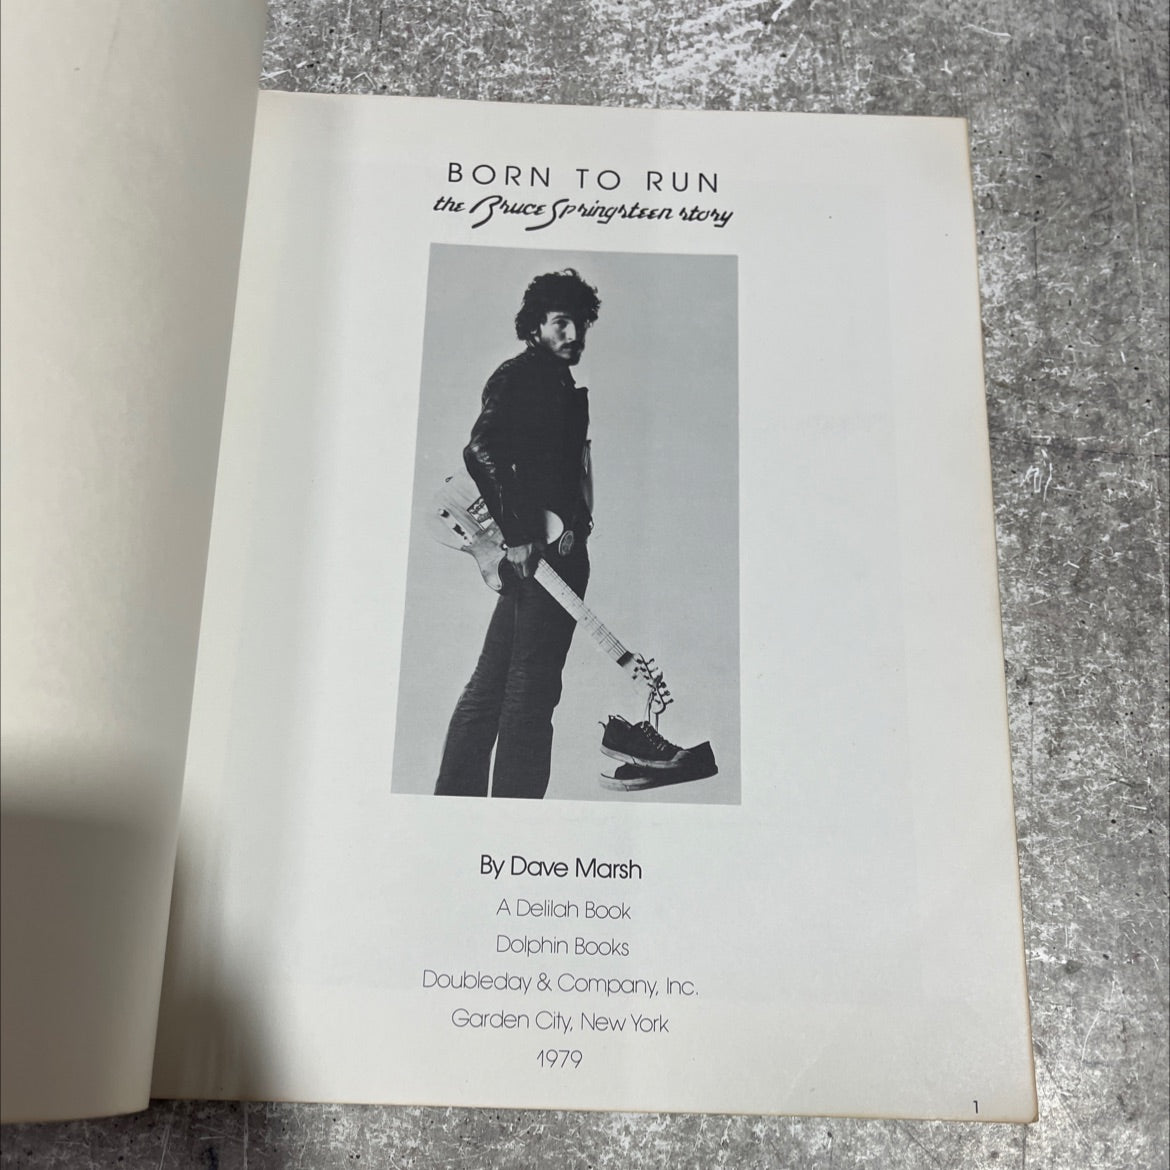 BORN TO RUN
the Bruce Springsteen story
By Dave Marsh
A Delilah Book
Dolphin Books
Doubleday & Company, Inc.
Garden City, New York
1979
1